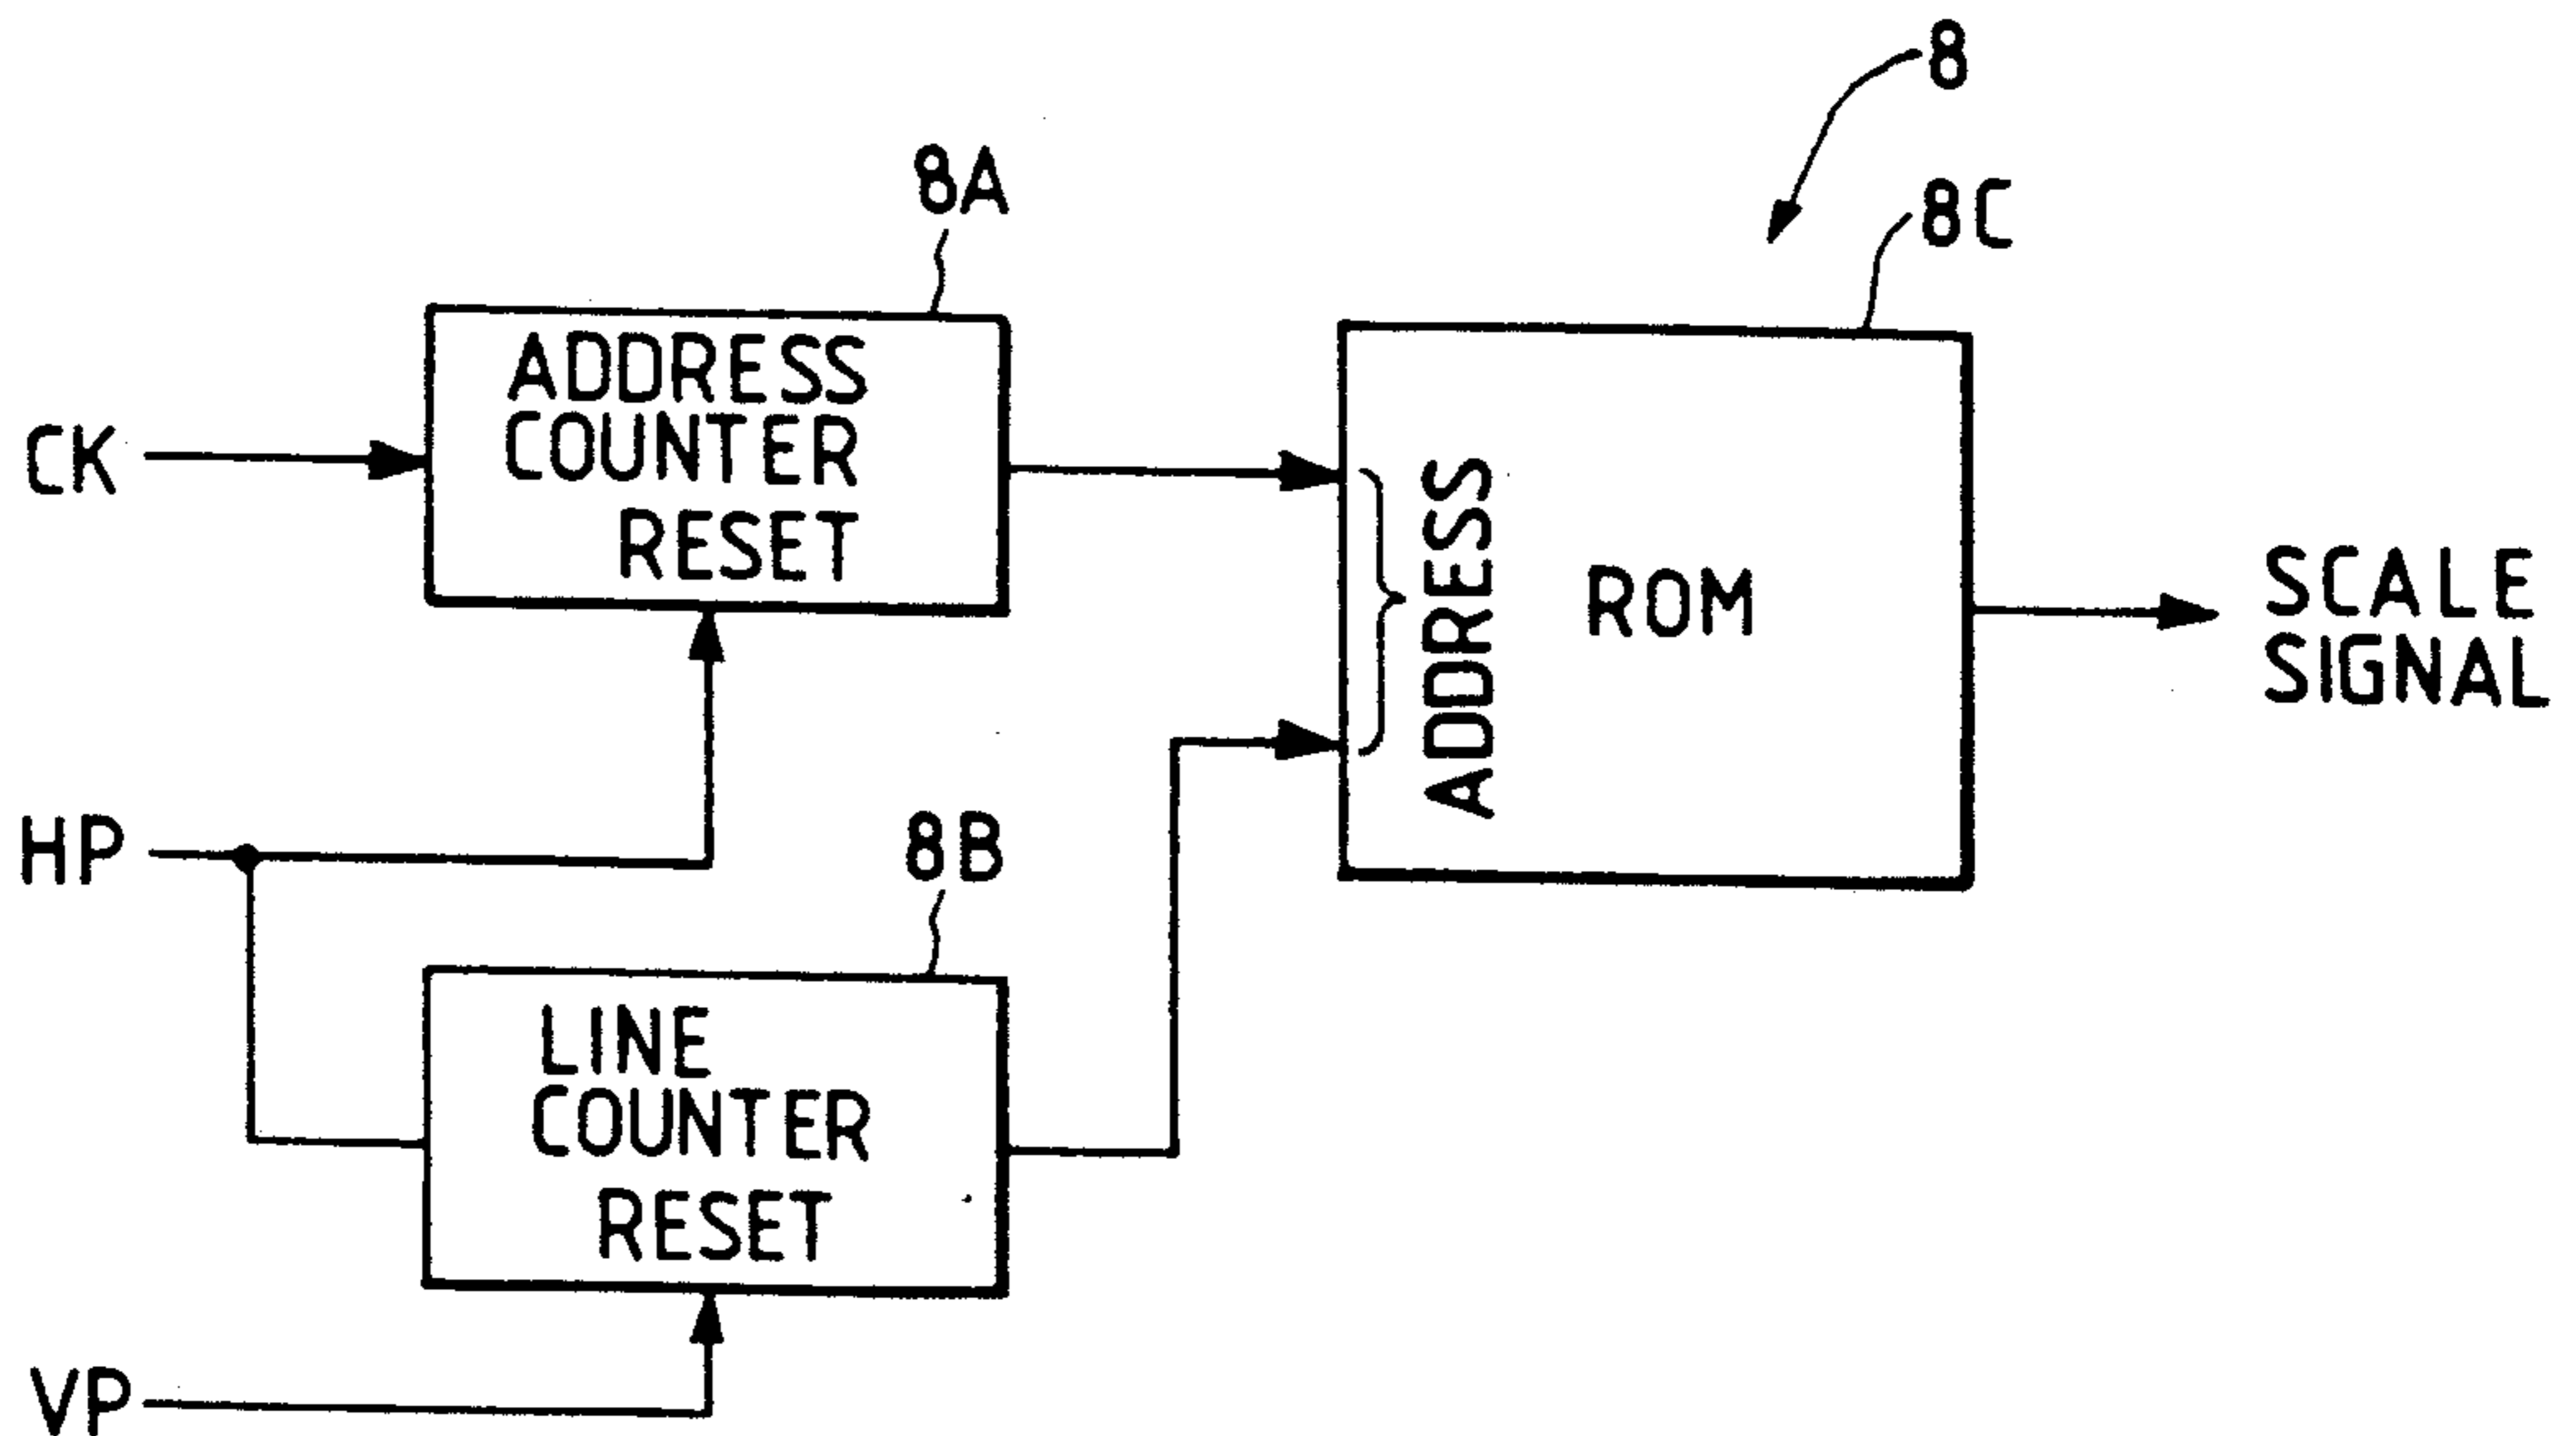 8
8A
8C
ADDRESS
COUNTER
RESET
CK
ADDRESS
ROM
SCALE
SIGNAL
HP
8B
LINE
COUNTER
RESET
VP